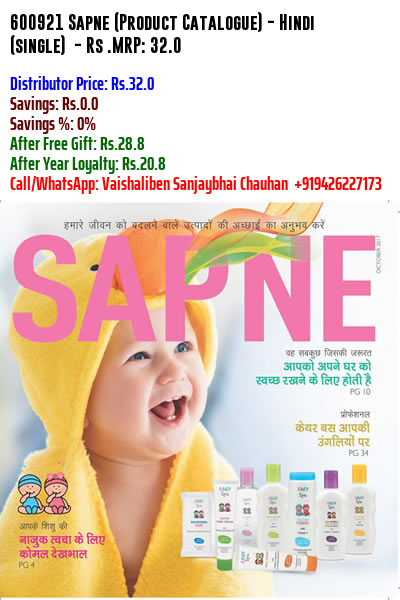 600921 Sapne (Product Catalogue) - Hindi
(single) - Rs .MRP: 32.0
Distributor Price: Rs.32.0
Savings: Rs.0.0
Savings %: 0%
After Free Gift: Rs.28.8
After Year Loyalty: Rs.20.8
Call/WhatsApp: Vaishaliben Sanjaybhai Chauhan +919426227173
हमारे जीवन को बदलने वाले उत्पादों की अच्छाई का अनुभव करें
SAPNE
OCTOBER 2017
वह सबकुछ जिसकी जरूरत
आपको अपने घर को
स्वच्छ रखने के लिए होती है
PG 10
प्रोफेशनल
केयर बस आपकी
उंगलियों पर
PG 34
आपके शिशु की
नाजुक त्वचा के लिए
कोमल देखभाल
PG 4